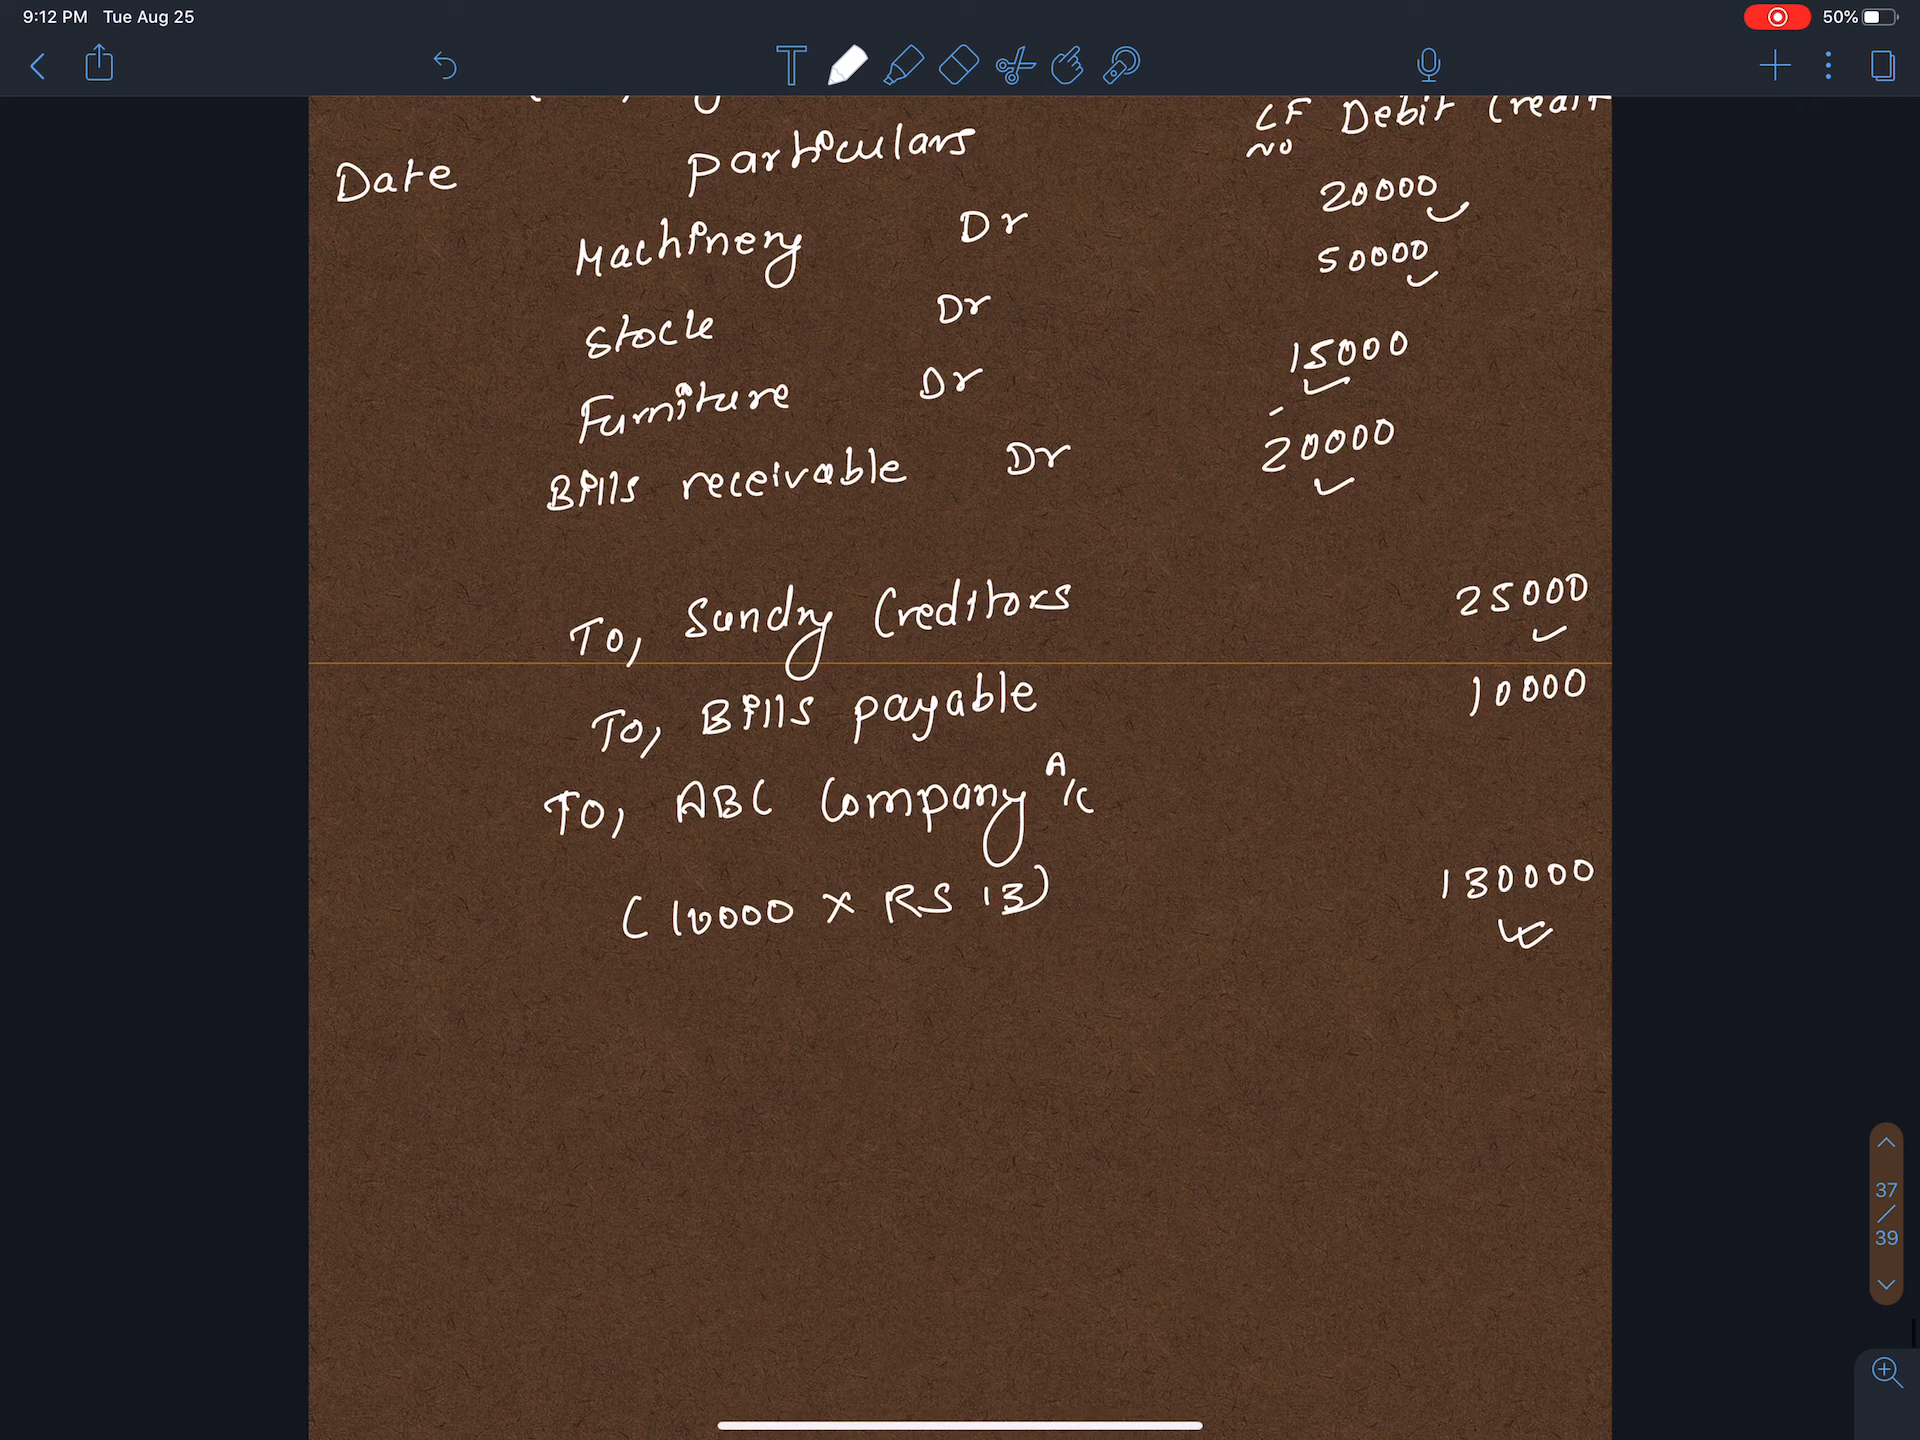 9:12 PM Tue Aug 25
50%
LF Debit Credit
NO
Date Particulars
Machinery Dr 20000
Stock Dr 50000
Furniture Dr 15000
Bills receivable Dr 20000
To, Sundry Creditors 25000
To, Bills payable 10000
To, ABC Company A/c
(10000 X RS 13) 130000
37
/
39